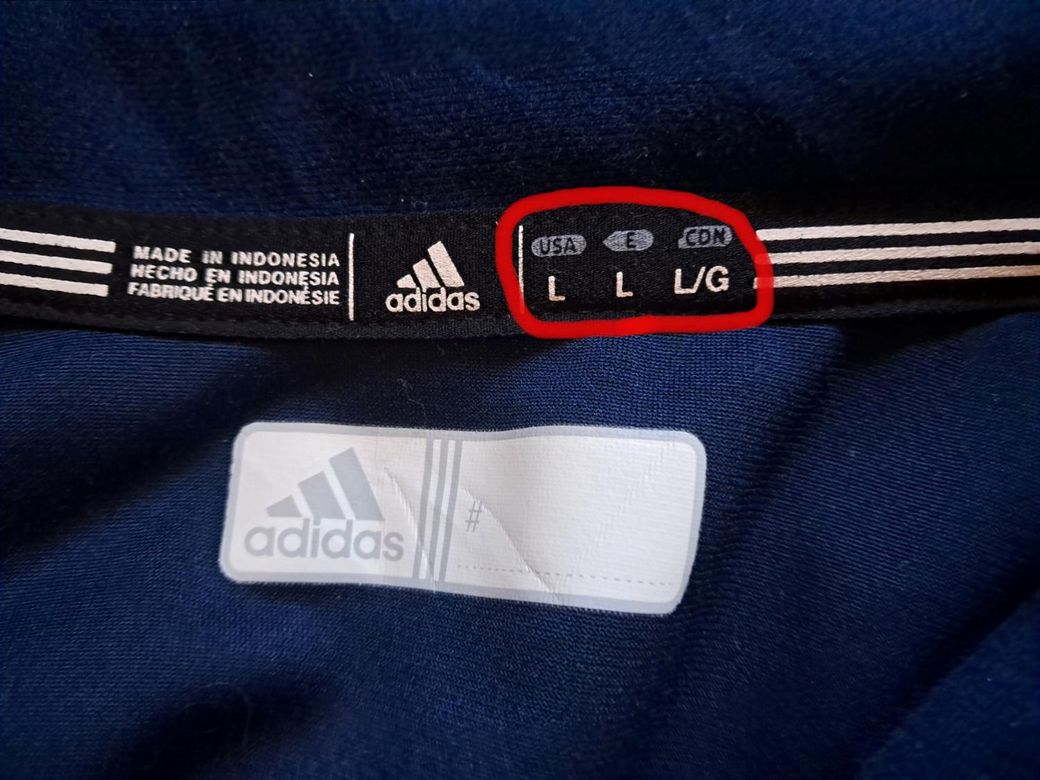 MADE IN INDONESIA
HECHO EN INDONESIA
FABRIQUÉ EN INDONÉSIE
adidas
USA E CDN
L L L/G
adidas #